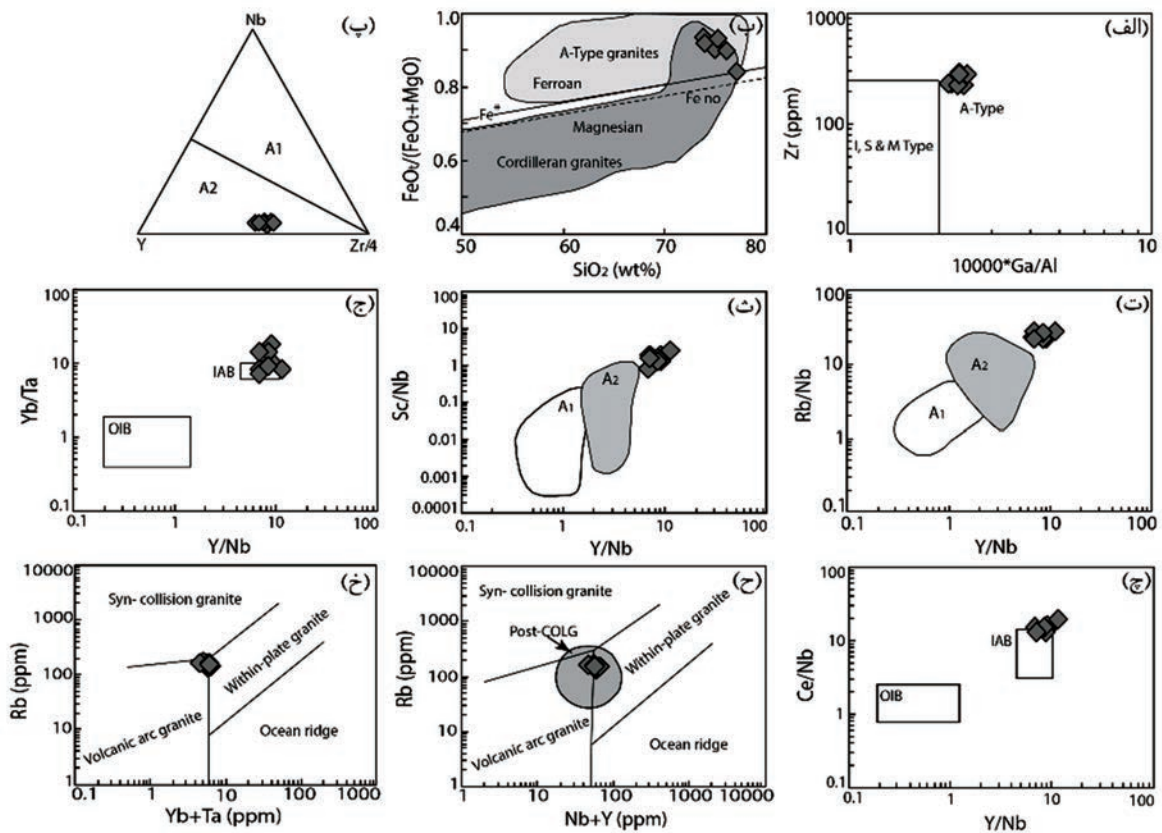 (الف)
Zr (ppm)
1000
100
10
I, S & M Type
A-Type
1
10
10000*Ga/Al
(ب)
FeOt/(FeOt+MgO)
1.0
0.8
0.6
0.4
A-Type granites
Ferroan
Fe*
Fe no
Magnesian
Cordilleran granites
50
60
70
80
SiO2 (wt%)
(پ)
Nb
A1
A2
Y
Zr/4
(ت)
Rb/Nb
100
10
1
0.1
A2
A1
0.1
1
10
100
Y/Nb
(ث)
Sc/Nb
100
10
1
0.1
0.01
0.001
0.0001
A1
A2
0.1
1
10
100
Y/Nb
(ج)
Yb/Ta
100
10
1
0.1
IAB
OIB
0.1
1
10
100
Y/Nb
(چ)
Ce/Nb
100
10
1
0.1
IAB
OIB
0.1
1
10
100
Y/Nb
(ح)
Rb (ppm)
10000
1000
100
10
1
Syn- collision granite
Post-COLG
Within-plate granite
Volcanic arc granite
Ocean ridge
1
10
100
1000
10000
Nb+Y (ppm)
(خ)
Rb (ppm)
10000
1000
100
10
1
Syn- collision granite
Within-plate granite
Volcanic arc granite
Ocean ridge
0.1
1
10
100
1000
Yb+Ta (ppm)